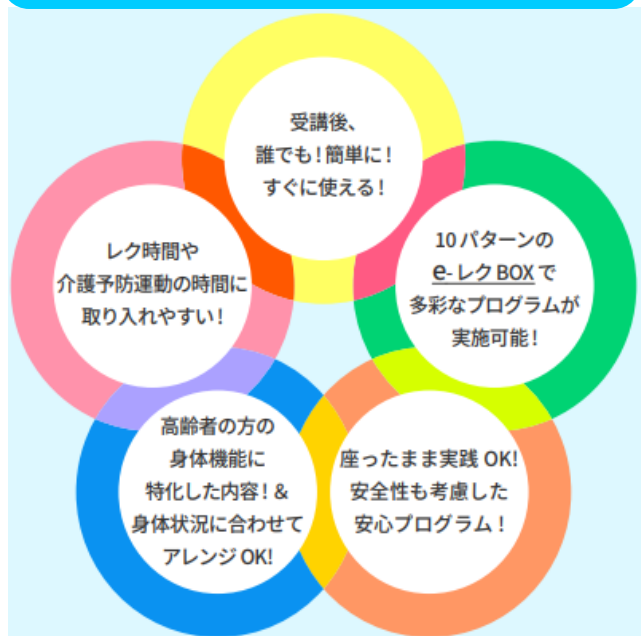 受講後、
誰でも!簡単に!
すぐに使える!
レク時間や
介護予防運動の時間に
取り入れやすい!
10パターンの
e-レクBOXで
多彩なプログラムが
実施可能!
高齢者の方の
身体機能に
特化した内容!&
身体状況に合わせて
アレンジOK!
座ったまま実践OK!
安全性も考慮した
安心プログラム!